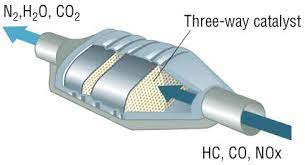 N₂,H₂O, CO₂
Three-way catalyst
HC, CO, NOx